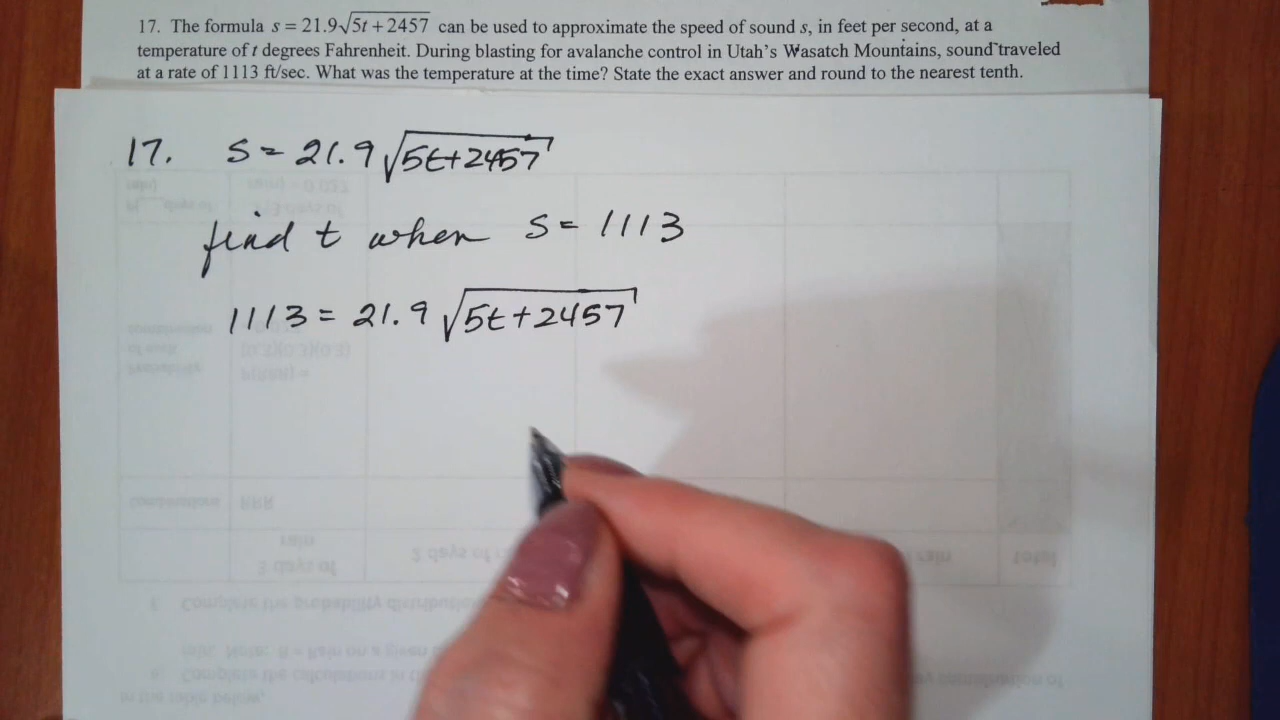 17. The formula s = 21.9√5t + 2457 can be used to approximate the speed of sound s, in feet per second, at a
temperature of t degrees Fahrenheit. During blasting for avalanche control in Utah's Wasatch Mountains, sound traveled
at a rate of 1113 ft/sec. What was the temperature at the time? State the exact answer and round to the nearest tenth.
17. s = 21.9√5t+2457
find t when s = 1113
1113 = 21.9√5t+2457